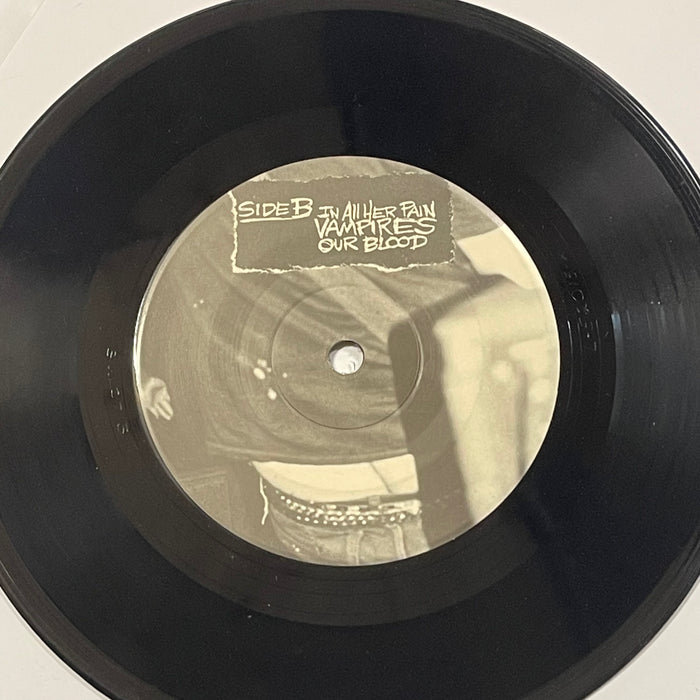 SIDE B IN All HER PAIN
VAMPIRES
OUR BLOOD